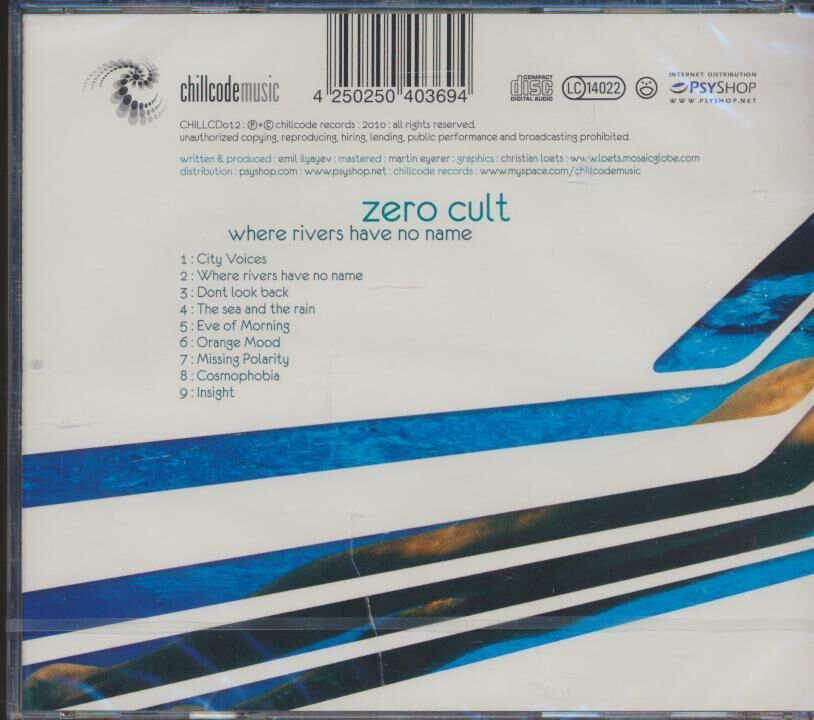 chillcodemusic
4 250250 403694
COMPACT
disc
DIGITAL AUDIO
LC 14022
INTERNET DISTRIBUTION
PSYSHOP
WWW.PSYSHOP.NET
CHILLCD012 : Ⓟ+© chillcode records : 2010 : all rights reserved.
unauthorized copying, reproducing, hiring, lending, public performance and broadcasting prohibited.
written & produced : emil ilyayev : mastered : martin eyerer : graphics : christian loets : www.loets.mosaicglobe.com
distribution : psyshop.com : www.psyshop.net : chillcode records : www.myspace.com/chillcodemusic
zero cult
where rivers have no name
1 : City Voices
2 : Where rivers have no name
3 : Dont look back
4 : The sea and the rain
5 : Eve of Morning
6 : Orange Mood
7 : Missing Polarity
8 : Cosmophobia
9 : Insight